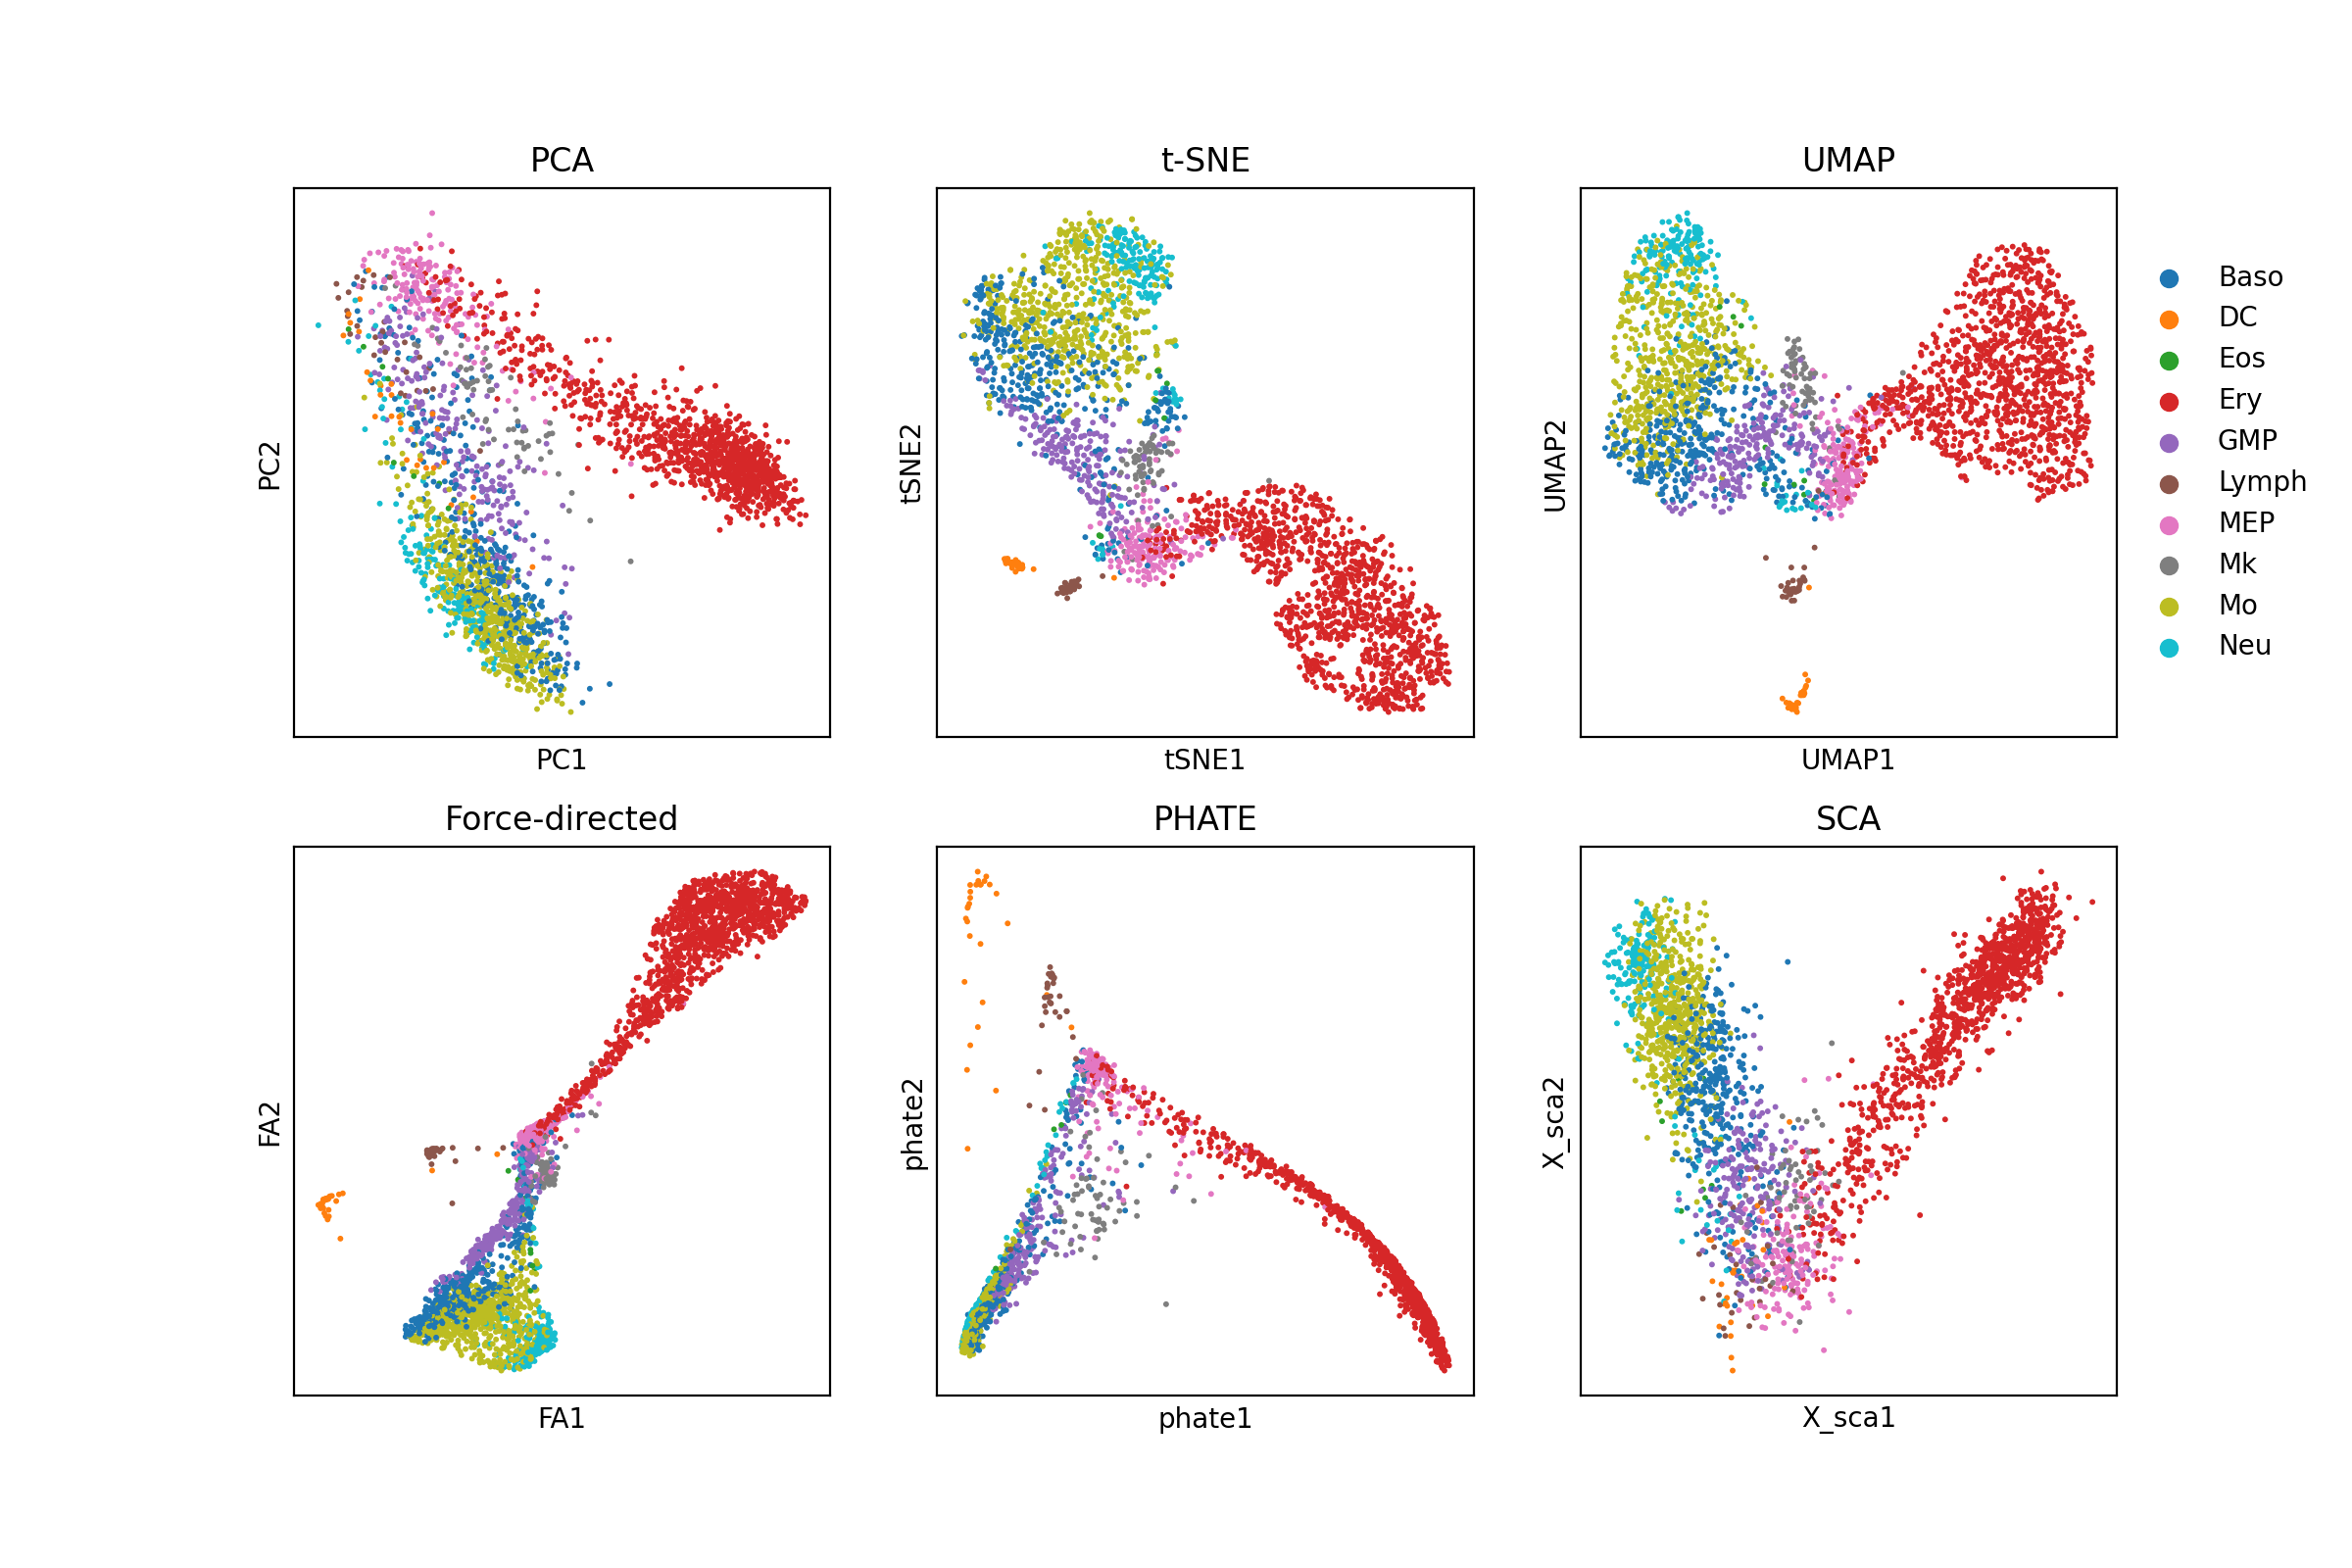 PCA
t-SNE
UMAP
PC2
PC1
tSNE2
tSNE1
UMAP2
UMAP1
Baso
DC
Eos
Ery
GMP
Lymph
MEP
Mk
Mo
Neu
Force-directed
PHATE
SCA
FA2
FA1
phate2
phate1
X_sca2
X_sca1